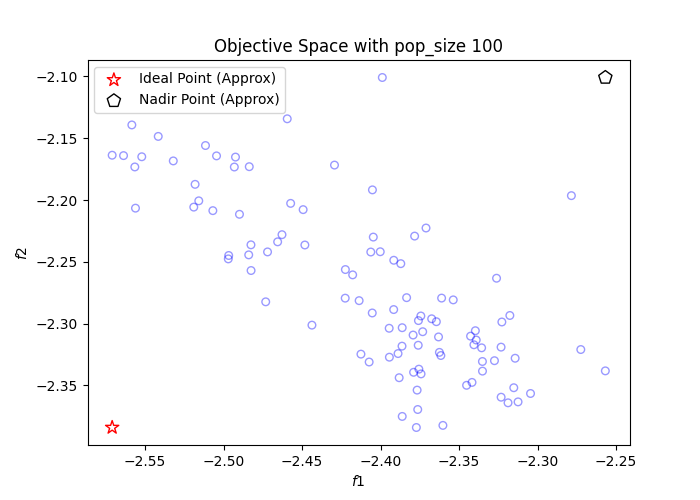 Objective Space with pop_size 100
Ideal Point (Approx)
Nadir Point (Approx)
f2
−2.10
−2.15
−2.20
−2.25
−2.30
−2.35
−2.55
−2.50
−2.45
−2.40
−2.35
−2.30
−2.25
f1